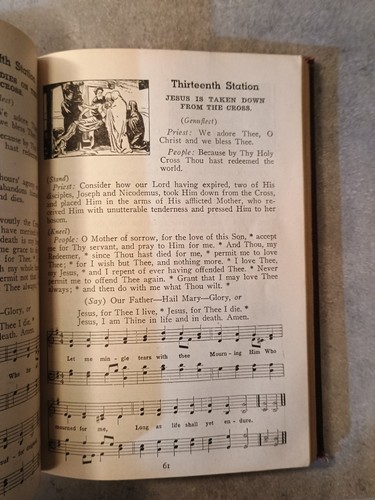 th Station
Thirteenth Station
JESUS IS TAKEN DOWN
FROM THE CROSS.
(Genuflect)
Priest: We adore Thee, O
Christ and we bless Thee.
People: Because by Thy Holy
Cross Thou hast redeemed the
world.
(Stand)
Priest: Consider how our Lord having expired, two of His
disciples, Joseph and Nicodemus, took Him down from the Cross,
and placed Him in the arms of His afflicted Mother, who re-
ceived Him with unutterable tenderness and pressed Him to her
bosom.
(Kneel)
People: O Mother of sorrow, for the love of this Son, * accept
me for Thy servant, and pray to Him for me. * And Thou, my
Redeemer, * since Thou hast died for me, * permit me to love
Thee; * for I wish but Thee, and nothing more. * I love Thee,
my Jesus, * and I repent of ever having offended Thee. * Never
permit me to offend Thee again. * Grant that I may love Thee
always; * and then do with me what Thou wilt. *
(Say) Our Father—Hail Mary—Glory, or
Jesus, for Thee I live, * Jesus, for Thee I die, *
Jesus, I am Thine in life and in death. Amen.
Let me min - gle tears with thee Mourn - ing Him Who
mourned for me, Long as life shall yet en - dure.
61